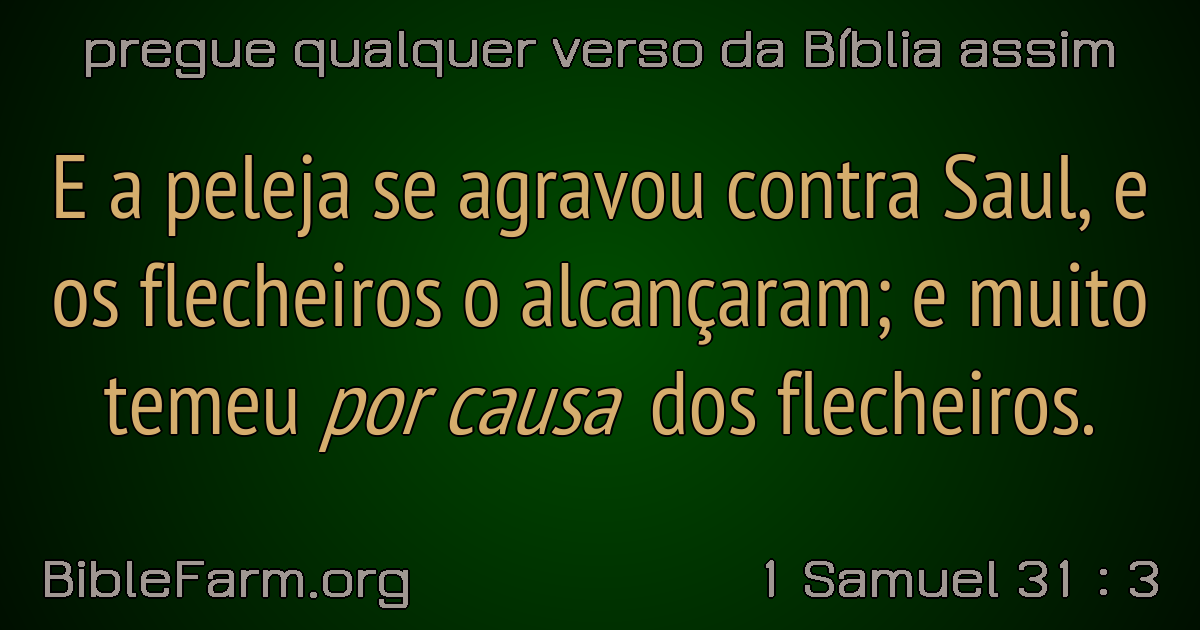 pregue qualquer verso da Bíblia assim
E a peleja se agravou contra Saul, e
os flecheiros o alcançaram; e muito
temeu por causa dos flecheiros.
BibleFarm.org
1 Samuel 31 : 3